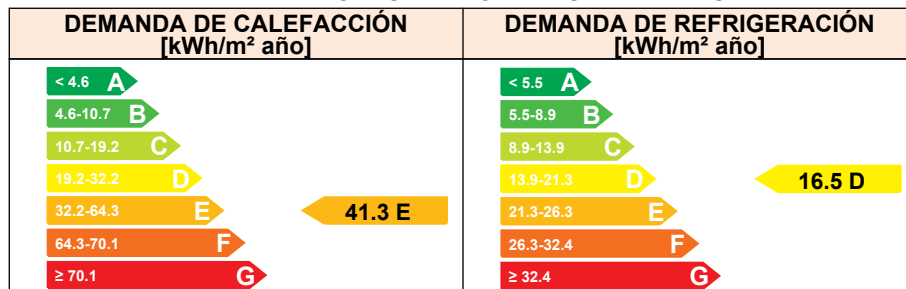 DEMANDA DE CALEFACCIÓN
[kWh/m² año]
< 4.6 A
4.6-10.7 B
10.7-19.2 C
19.2-32.2 D
32.2-64.3 E
41.3 E
64.3-70.1 F
≥ 70.1 G
DEMANDA DE REFRIGERACIÓN
[kWh/m² año]
< 5.5 A
5.5-8.9 B
8.9-13.9 C
13.9-21.3 D
16.5 D
21.3-26.3 E
26.3-32.4 F
≥ 32.4 G